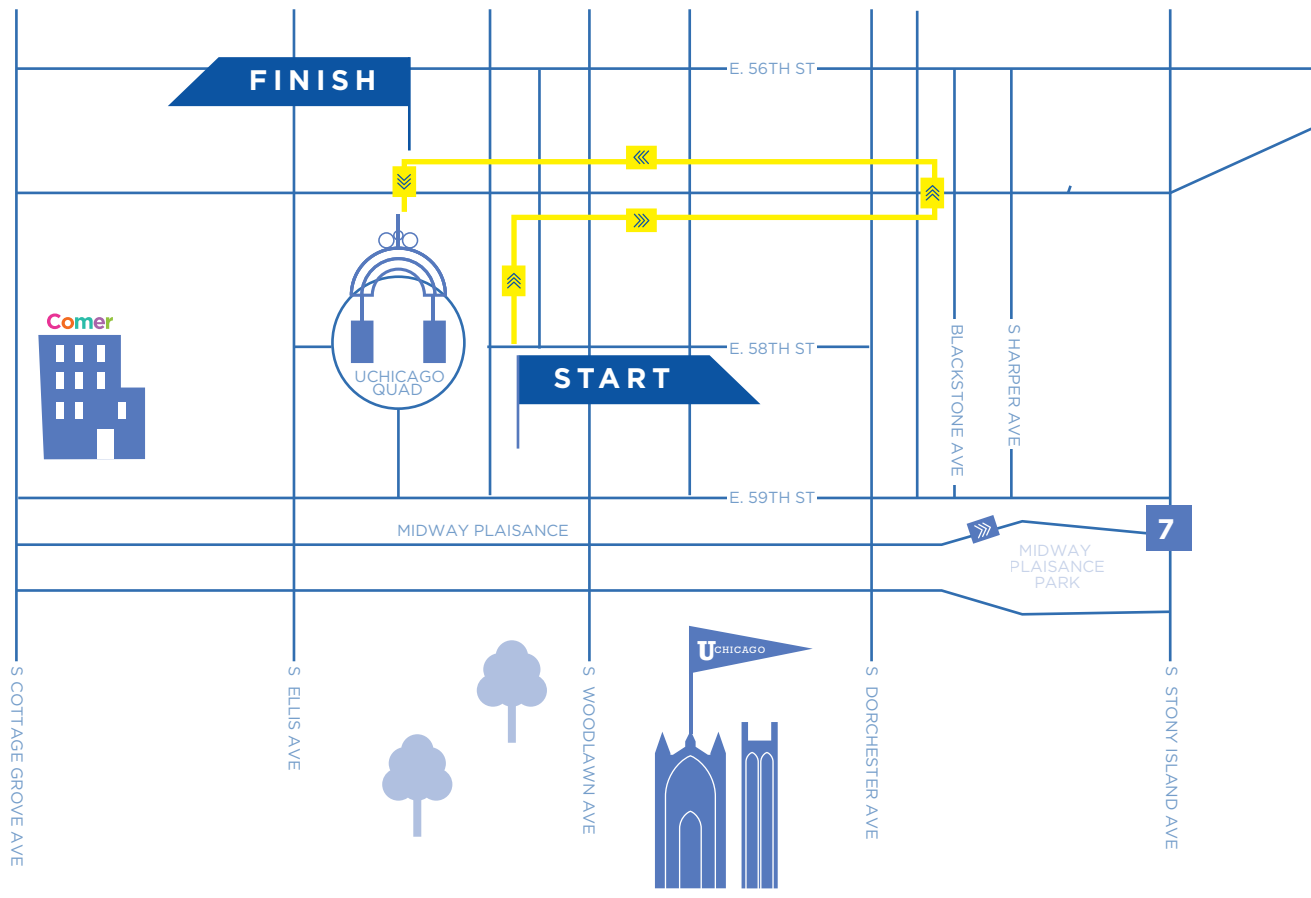 E. 56TH ST
FINISH
Comer
BLACKSTONE AVE
S HARPER AVE
E. 58TH ST
UCHICAGO
QUAD
START
E. 59TH ST
MIDWAY PLAISANCE
7
MIDWAY
PLAISANCE
PARK
UCHICAGO
S COTTAGE GROVE AVE
S ELLIS AVE
S WOODLAWN AVE
S DORCHESTER AVE
S STONY ISLAND AVE